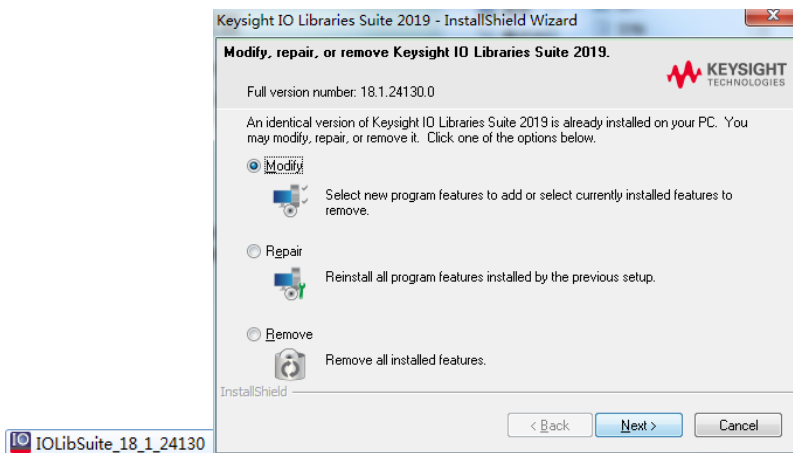 Keysight IO Libraries Suite 2019 - InstallShield Wizard
Modify, repair, or remove Keysight IO Libraries Suite 2019.
KEYSIGHT
TECHNOLOGIES
Full version number: 18.1.24130.0
An identical version of Keysight IO Libraries Suite 2019 is already installed on your PC. You
may modify, repair, or remove it. Click one of the options below.
Modify
Select new program features to add or select currently installed features to
remove.
Repair
Reinstall all program features installed by the previous setup.
Remove
Remove all installed features.
InstallShield
< Back
Next >
Cancel
IOLibSuite_18_1_24130